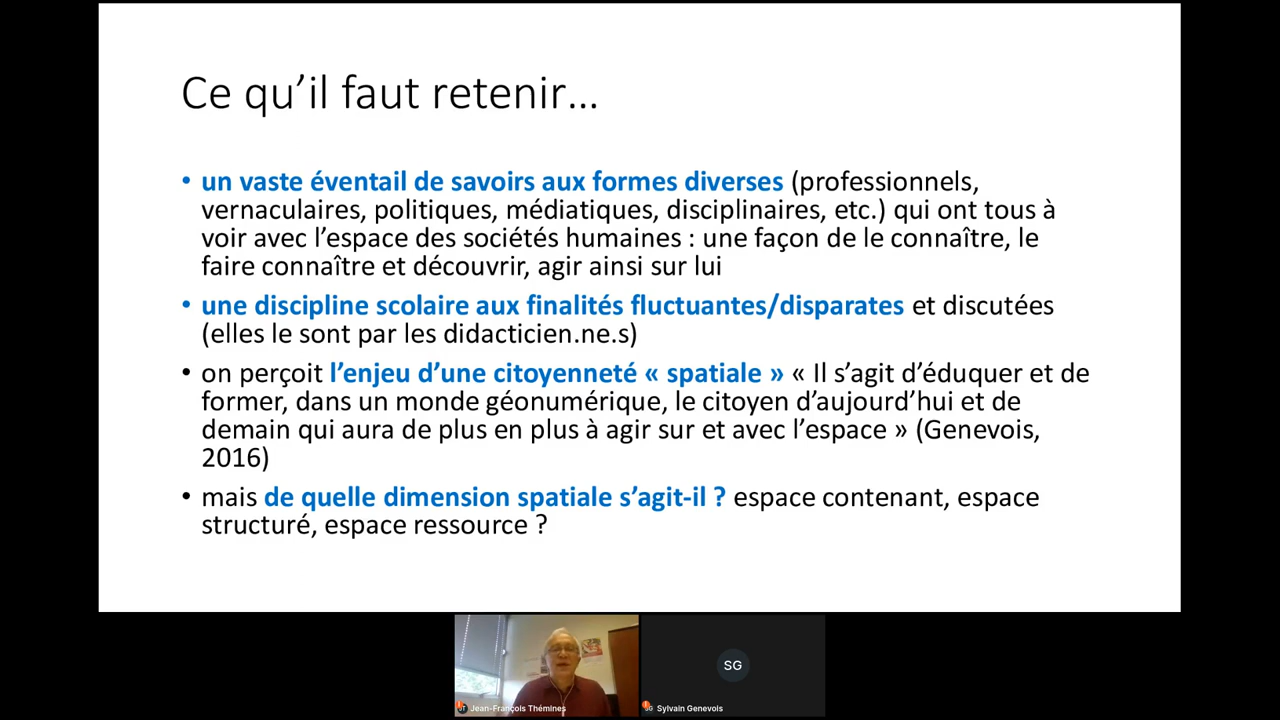 Ce qu’il faut retenir…
• un vaste éventail de savoirs aux formes diverses (professionnels,
vernaculaires, politiques, médiatiques, disciplinaires, etc.) qui ont tous à
voir avec l’espace des sociétés humaines : une façon de le connaître, le
faire connaître et découvrir, agir ainsi sur lui
• une discipline scolaire aux finalités fluctuantes/disparates et discutées
(elles le sont par les didacticien.ne.s)
• on perçoit l’enjeu d’une citoyenneté « spatiale » « Il s’agit d’éduquer et de
former, dans un monde géonumérique, le citoyen d’aujourd’hui et de
demain qui aura de plus en plus à agir sur et avec l’espace » (Genevois,
2016)
• mais de quelle dimension spatiale s’agit-il ? espace contenant, espace
structuré, espace ressource ?
SG
Jean-François Thémines
SG Sylvain Genevois